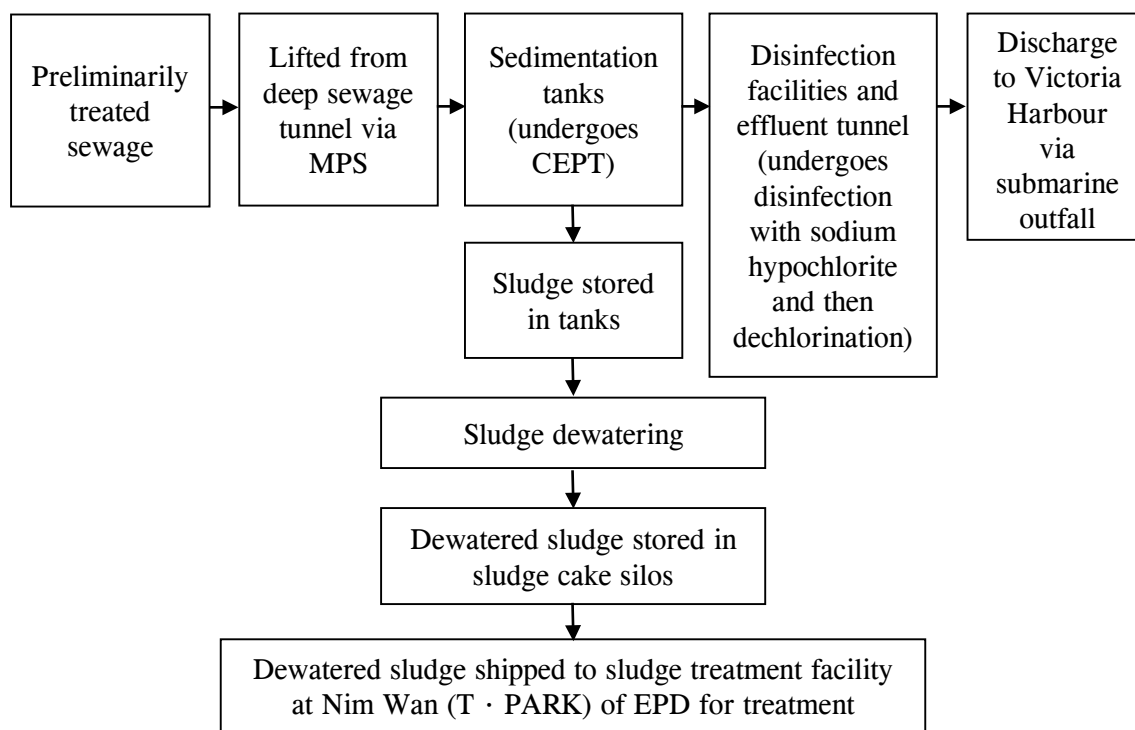 Preliminarily
treated
sewage
Lifted from
deep sewage
tunnel via
MPS
Sedimentation
tanks
(undergoes
CEPT)
Disinfection
facilities and
effluent tunnel
(undergoes
disinfection
with sodium
hypochlorite
and then
dechlorination)
Discharge
to Victoria
Harbour
via
submarine
outfall
Sludge stored
in tanks
Sludge dewatering
Dewatered sludge stored in
sludge cake silos
Dewatered sludge shipped to sludge treatment facility
at Nim Wan (T · PARK) of EPD for treatment